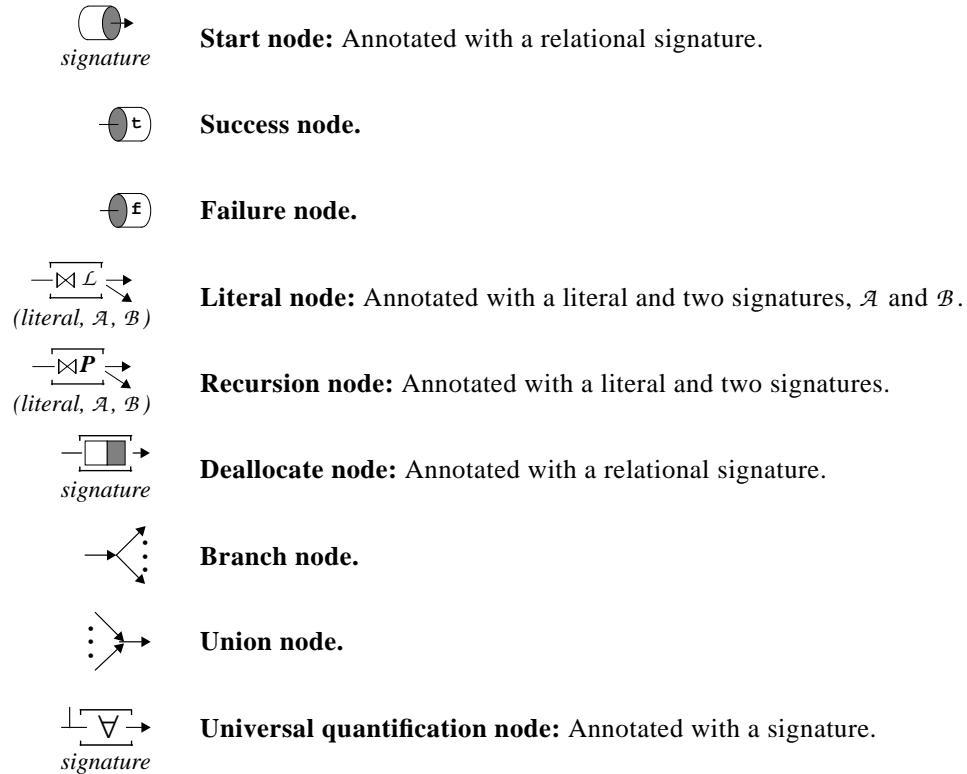 signature
Start node: Annotated with a relational signature.
t
Success node.
f
Failure node.
⋈ ℒ
(literal, 𝒜, ℬ)
Literal node: Annotated with a literal and two signatures, 𝒜 and ℬ.
⋈P
(literal, 𝒜, ℬ)
Recursion node: Annotated with a literal and two signatures.
signature
Deallocate node: Annotated with a relational signature.
Branch node.
Union node.
∀
signature
Universal quantification node: Annotated with a signature.